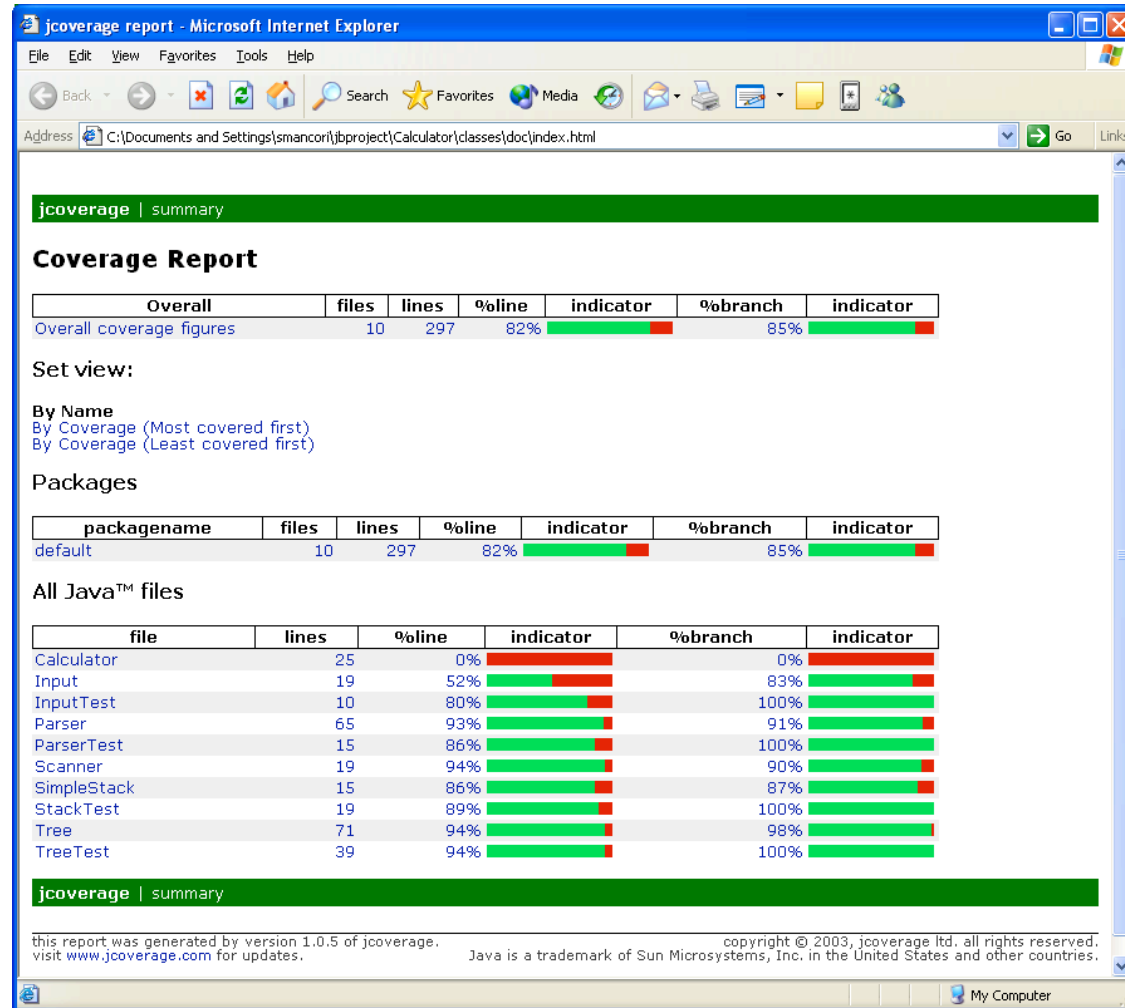 jcoverage report - Microsoft Internet Explorer
File Edit View Favorites Tools Help
Back Search Favorites Media
Address C:\Documents and Settings\smancori\jbproject\Calculator\classes\doc\index.html Go Links
jcoverage | summary
Coverage Report
Overall files lines %line indicator %branch indicator
Overall coverage figures 10 297 82% 85%
Set view:
By Name
By Coverage (Most covered first)
By Coverage (Least covered first)
Packages
packagename files lines %line indicator %branch indicator
default 10 297 82% 85%
All Java™ files
file lines %line indicator %branch indicator
Calculator 25 0% 0%
Input 19 52% 83%
InputTest 10 80% 100%
Parser 65 93% 91%
ParserTest 15 86% 100%
Scanner 19 94% 90%
SimpleStack 15 86% 87%
StackTest 19 89% 100%
Tree 71 94% 98%
TreeTest 39 94% 100%
jcoverage | summary
this report was generated by version 1.0.5 of jcoverage. copyright © 2003, jcoverage ltd. all rights reserved.
visit www.jcoverage.com for updates. Java is a trademark of Sun Microsystems, Inc. in the United States and other countries.
My Computer